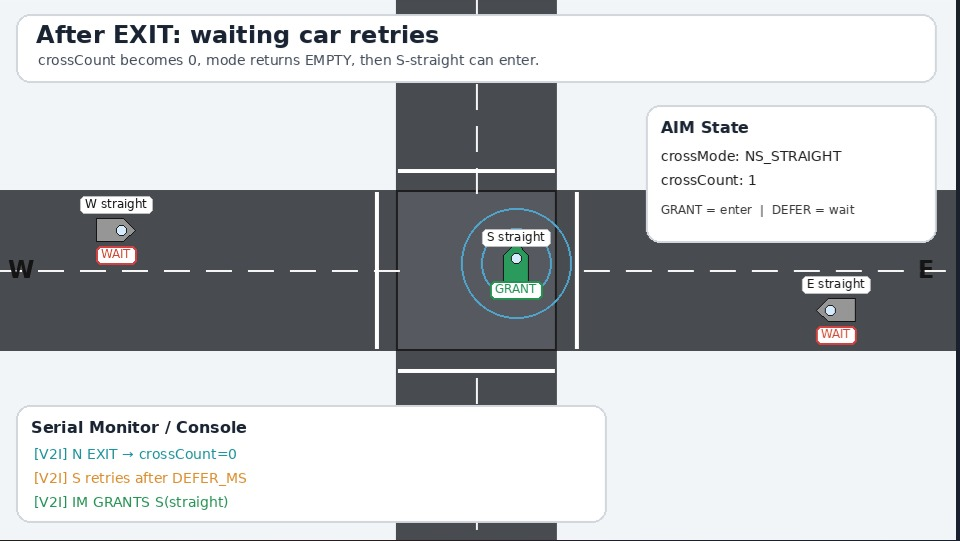 After EXIT: waiting car retries
crossCount becomes 0, mode returns EMPTY, then S-straight can enter.
AIM State
crossMode: NS_STRAIGHT
crossCount: 1
GRANT = enter | DEFER = wait
W straight
WAIT
S straight
GRANT
W
E
E straight
WAIT
Serial Monitor / Console
[V2I] N EXIT → crossCount=0
[V2I] S retries after DEFER_MS
[V2I] IM GRANTS S(straight)